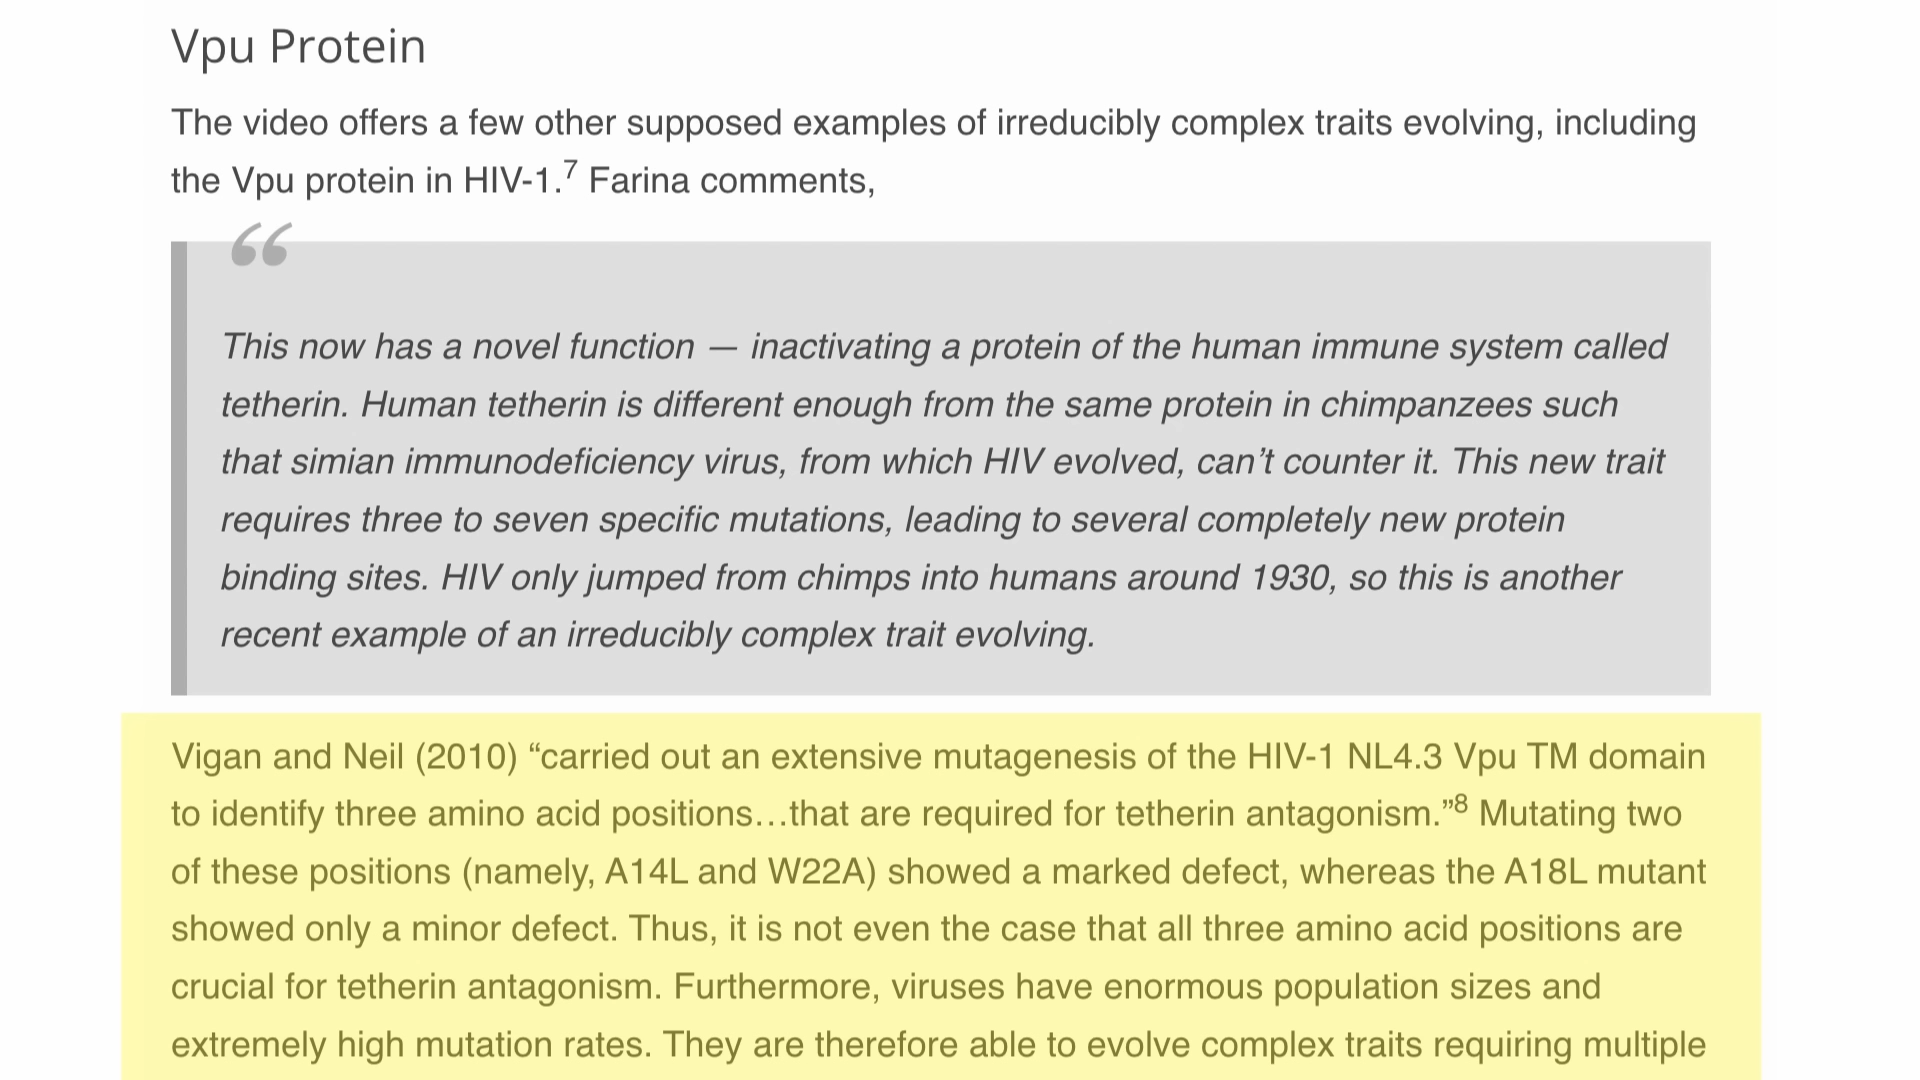 Vpu Protein
The video offers a few other supposed examples of irreducibly complex traits evolving, including
the Vpu protein in HIV-1.7 Farina comments,
“
This now has a novel function — inactivating a protein of the human immune system called
tetherin. Human tetherin is different enough from the same protein in chimpanzees such
that simian immunodeficiency virus, from which HIV evolved, can’t counter it. This new trait
requires three to seven specific mutations, leading to several completely new protein
binding sites. HIV only jumped from chimps into humans around 1930, so this is another
recent example of an irreducibly complex trait evolving.
Vigan and Neil (2010) “carried out an extensive mutagenesis of the HIV-1 NL4.3 Vpu TM domain
to identify three amino acid positions…that are required for tetherin antagonism.”8 Mutating two
of these positions (namely, A14L and W22A) showed a marked defect, whereas the A18L mutant
showed only a minor defect. Thus, it is not even the case that all three amino acid positions are
crucial for tetherin antagonism. Furthermore, viruses have enormous population sizes and
extremely high mutation rates. They are therefore able to evolve complex traits requiring multiple